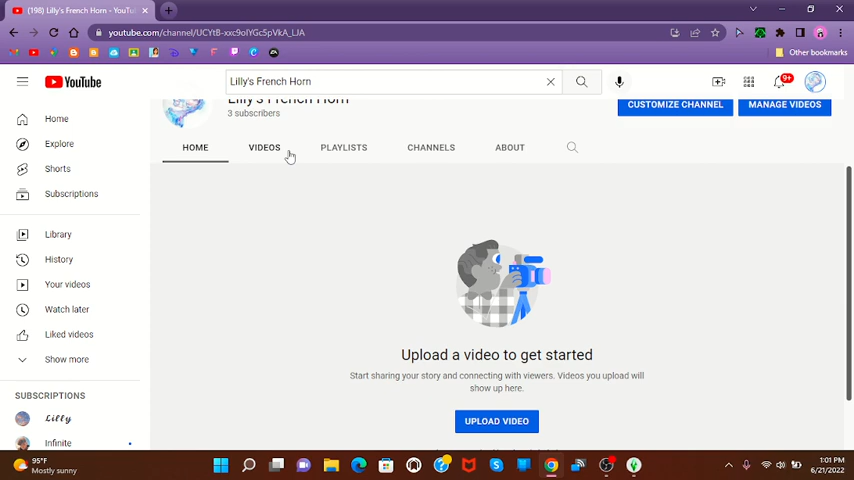 (198) Lilly's French Horn - YouTu
youtube.com/channel/UCYtB-xxc9oIYGc5pVkA_LJA
Other bookmarks
YouTube
Lilly's French Horn
9+
Lilly's French Horn
3 subscribers
CUSTOMIZE CHANNEL
MANAGE VIDEOS
HOME
VIDEOS
PLAYLISTS
CHANNELS
ABOUT
Home
Explore
Shorts
Subscriptions
Library
History
Your videos
Watch later
Liked videos
Show more
SUBSCRIPTIONS
Lilly
Infinite
Upload a video to get started
Start sharing your story and connecting with viewers. Videos you upload will
show up here.
UPLOAD VIDEO
95°F
Mostly sunny
1:01 PM
6/21/2022